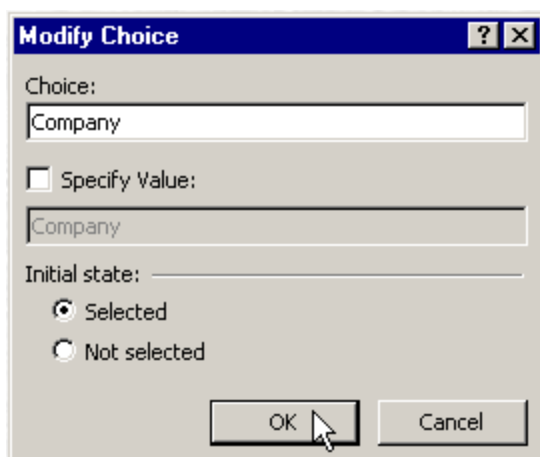 Modify Choice ? X
Choice:
Company
Specify Value:
Company
Initial state:
Selected
Not selected
OK Cancel